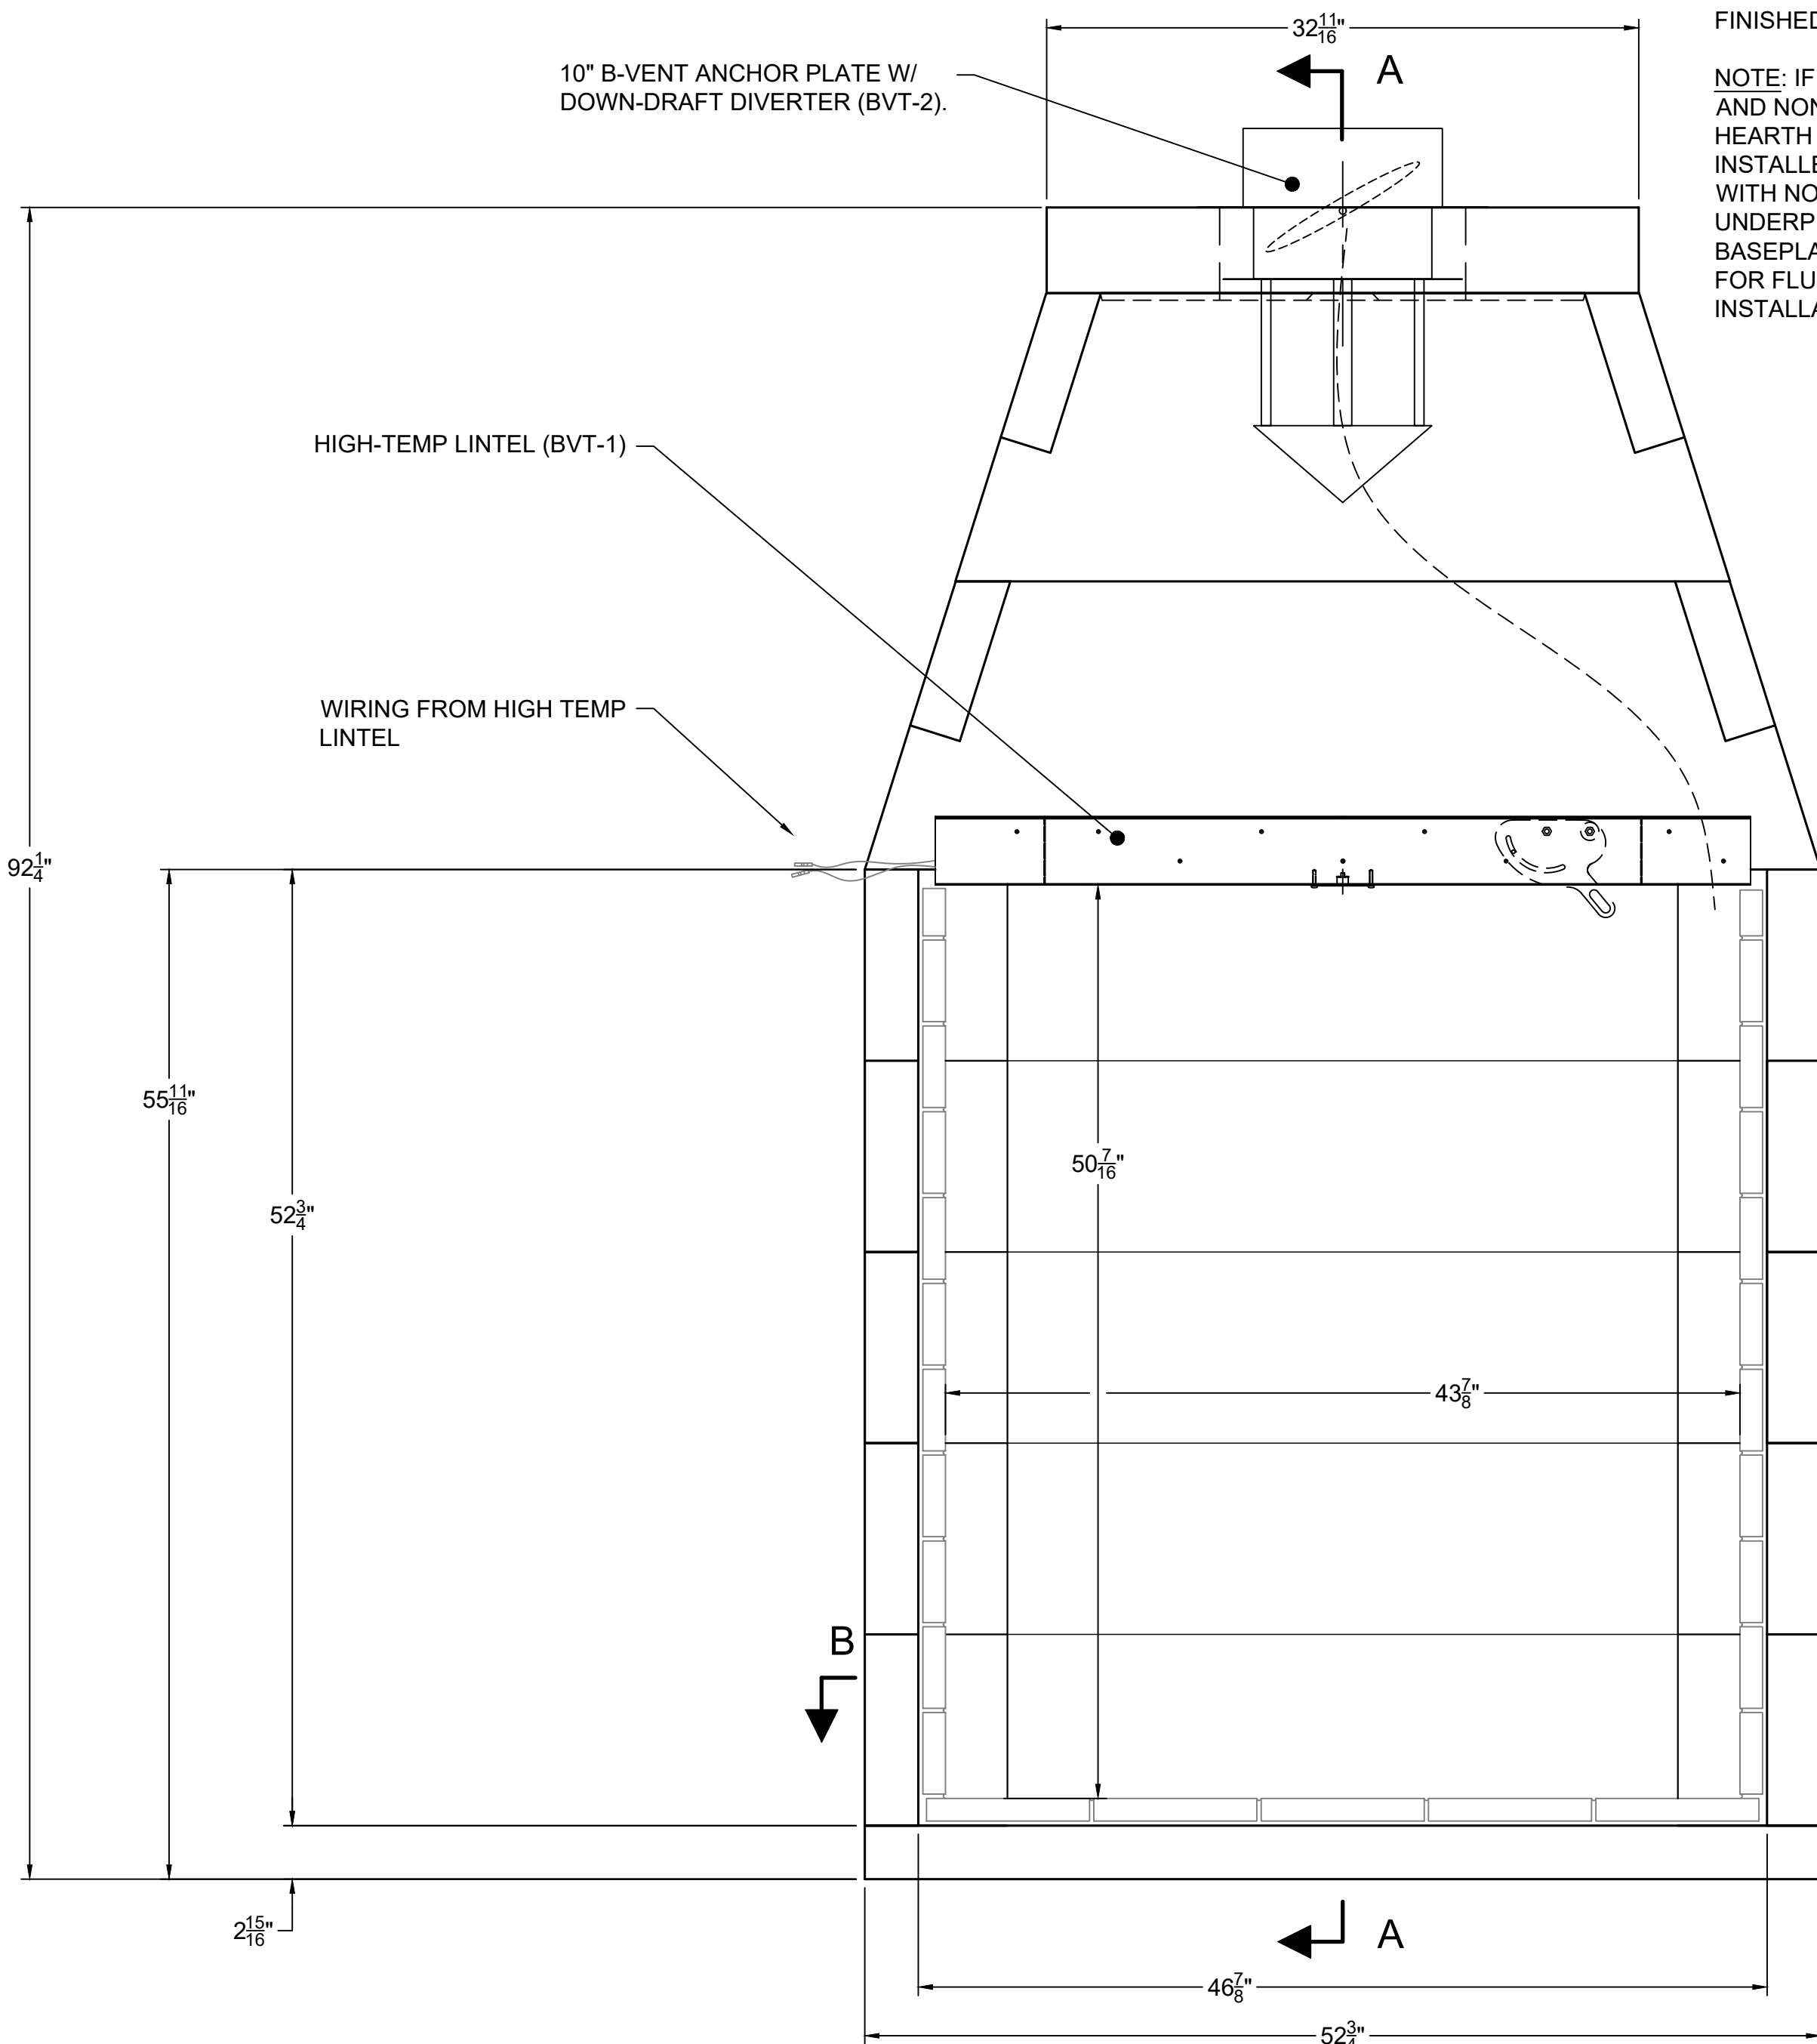 32 11/16"
FINISHED
A
10" B-VENT ANCHOR PLATE W/
DOWN-DRAFT DIVERTER (BVT-2).
NOTE: IF
AND NON
HEARTH
INSTALLE
WITH NO
UNDERP
BASEPLA
FOR FLU
INSTALLA
HIGH-TEMP LINTEL (BVT-1)
WIRING FROM HIGH TEMP
LINTEL
92 1/4"
55 11/16"
50 7/16"
52 3/4"
43 7/8"
B
2 15/16"
A
46 7/8"
52 3/4"